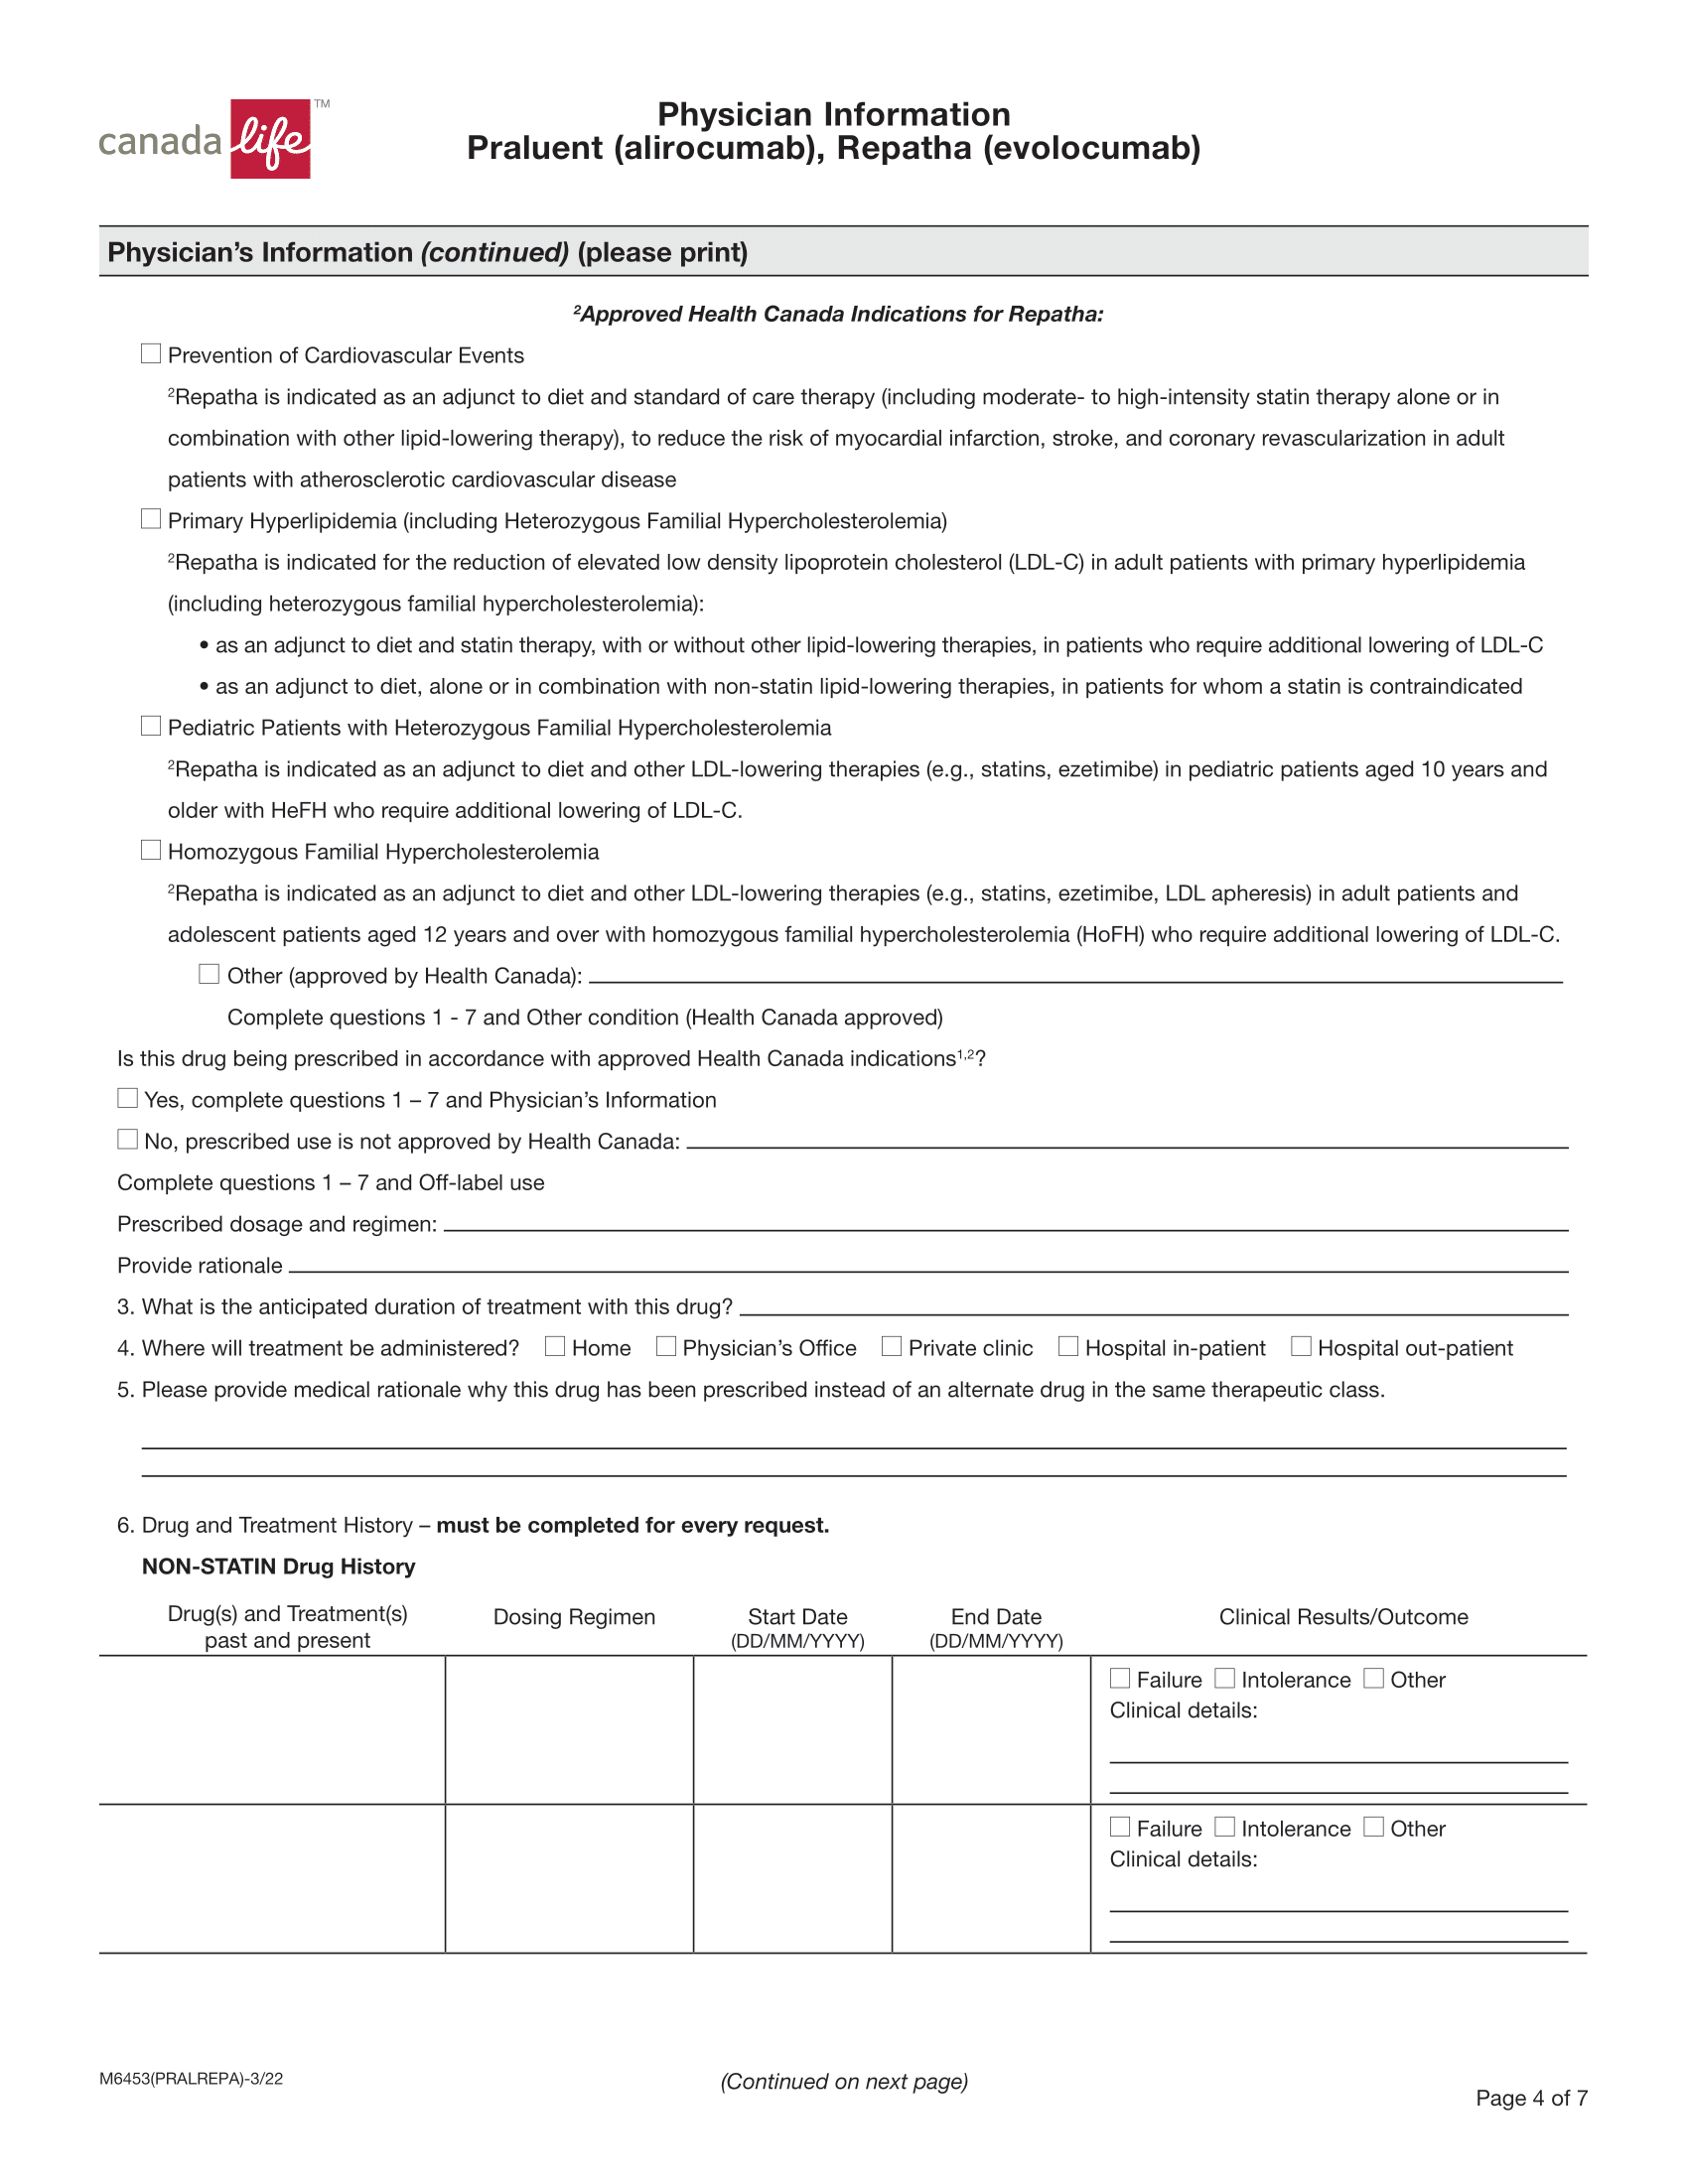 canada life™
Physician Information
Praluent (alirocumab), Repatha (evolocumab)
Physician’s Information (continued) (please print)
²Approved Health Canada Indications for Repatha:
☐ Prevention of Cardiovascular Events
²Repatha is indicated as an adjunct to diet and standard of care therapy (including moderate- to high-intensity statin therapy alone or in
combination with other lipid-lowering therapy), to reduce the risk of myocardial infarction, stroke, and coronary revascularization in adult
patients with atherosclerotic cardiovascular disease
☐ Primary Hyperlipidemia (including Heterozygous Familial Hypercholesterolemia)
²Repatha is indicated for the reduction of elevated low density lipoprotein cholesterol (LDL-C) in adult patients with primary hyperlipidemia
(including heterozygous familial hypercholesterolemia):
• as an adjunct to diet and statin therapy, with or without other lipid-lowering therapies, in patients who require additional lowering of LDL-C
• as an adjunct to diet, alone or in combination with non-statin lipid-lowering therapies, in patients for whom a statin is contraindicated
☐ Pediatric Patients with Heterozygous Familial Hypercholesterolemia
²Repatha is indicated as an adjunct to diet and other LDL-lowering therapies (e.g., statins, ezetimibe) in pediatric patients aged 10 years and
older with HeFH who require additional lowering of LDL-C.
☐ Homozygous Familial Hypercholesterolemia
²Repatha is indicated as an adjunct to diet and other LDL-lowering therapies (e.g., statins, ezetimibe, LDL apheresis) in adult patients and
adolescent patients aged 12 years and over with homozygous familial hypercholesterolemia (HoFH) who require additional lowering of LDL-C.
☐ Other (approved by Health Canada):
Complete questions 1 - 7 and Other condition (Health Canada approved)
Is this drug being prescribed in accordance with approved Health Canada indications¹,²?
☐ Yes, complete questions 1 – 7 and Physician’s Information
☐ No, prescribed use is not approved by Health Canada:
Complete questions 1 – 7 and Off-label use
Prescribed dosage and regimen:
Provide rationale
3. What is the anticipated duration of treatment with this drug?
4. Where will treatment be administered? ☐ Home ☐ Physician’s Office ☐ Private clinic ☐ Hospital in-patient ☐ Hospital out-patient
5. Please provide medical rationale why this drug has been prescribed instead of an alternate drug in the same therapeutic class.
6. Drug and Treatment History – must be completed for every request.
NON-STATIN Drug History
Drug(s) and Treatment(s) Dosing Regimen Start Date End Date Clinical Results/Outcome
past and present (DD/MM/YYYY) (DD/MM/YYYY)
☐ Failure ☐ Intolerance ☐ Other
Clinical details:
☐ Failure ☐ Intolerance ☐ Other
Clinical details:
M6453(PRALREPA)-3/22
(Continued on next page)
Page 4 of 7